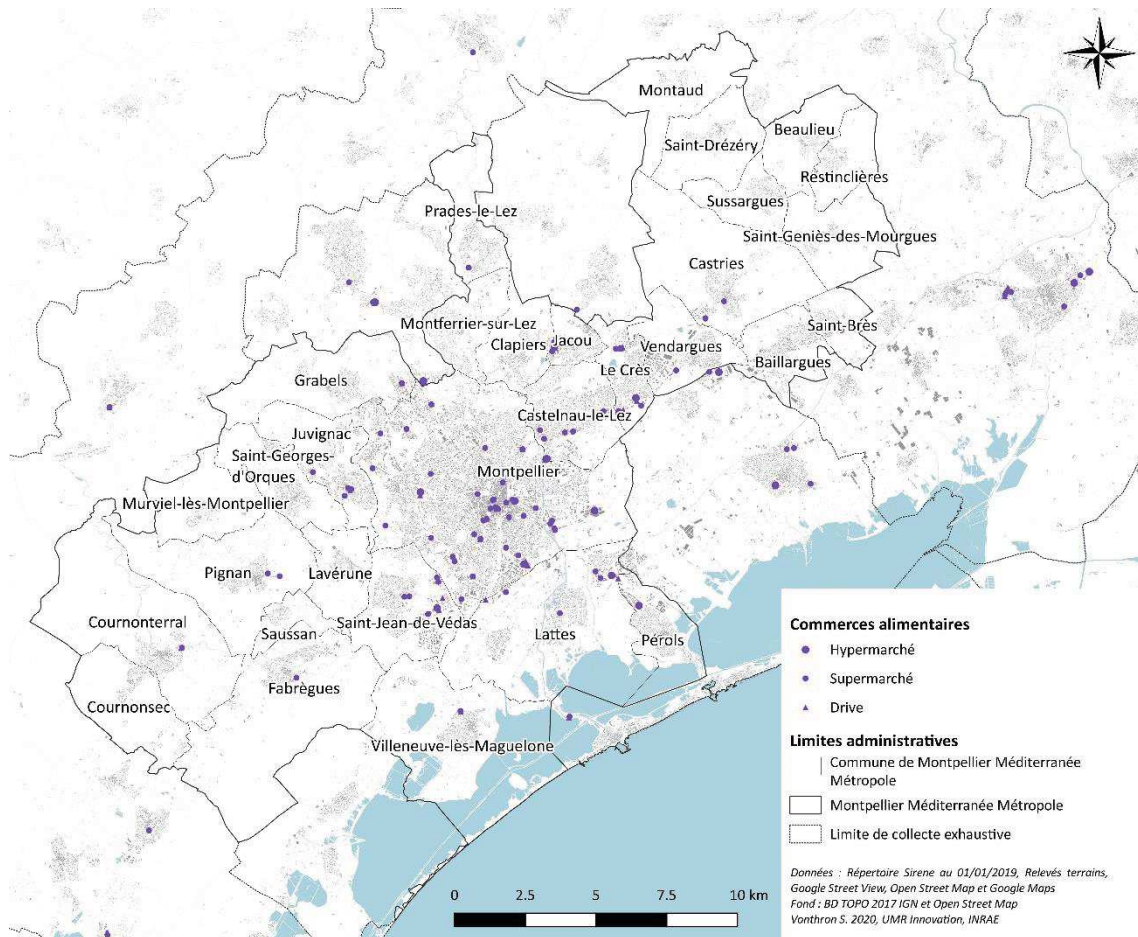 Montaud
Beaulieu
Saint-Drézéry
Restinclières
Sussargues
Prades-le-Lez
Saint-Geniès-des-Mourgues
Castries
Montferrier-sur-Lez
Saint-Brès
Clapiers
Jacou
Vendargues
Baillargues
Le Crès
Grabels
Castelnau-le-Lez
Juvignac
Saint-Georges-
d'Orques
Montpellier
Murviel-lès-Montpellier
Pignan
Lavérune
Cournonterral
Saint-Jean-de-Védas
Saussan
Lattes
Pérols
Fabrègues
Cournonsec
Villeneuve-lès-Maguelone
Commerces alimentaires
Hypermarché
Supermarché
Drive
Limites administratives
Commune de Montpellier Méditerranée
Métropole
Montpellier Méditerranée Métropole
Limite de collecte exhaustive
Données : Répertoire Sirene au 01/01/2019, Relevés terrains,
Google Street View, Open Street Map et Google Maps
Fond : BD TOPO 2017 IGN et Open Street Map
Vonthron S. 2020, UMR Innovation, INRAE
0 2.5 5 7.5 10 km